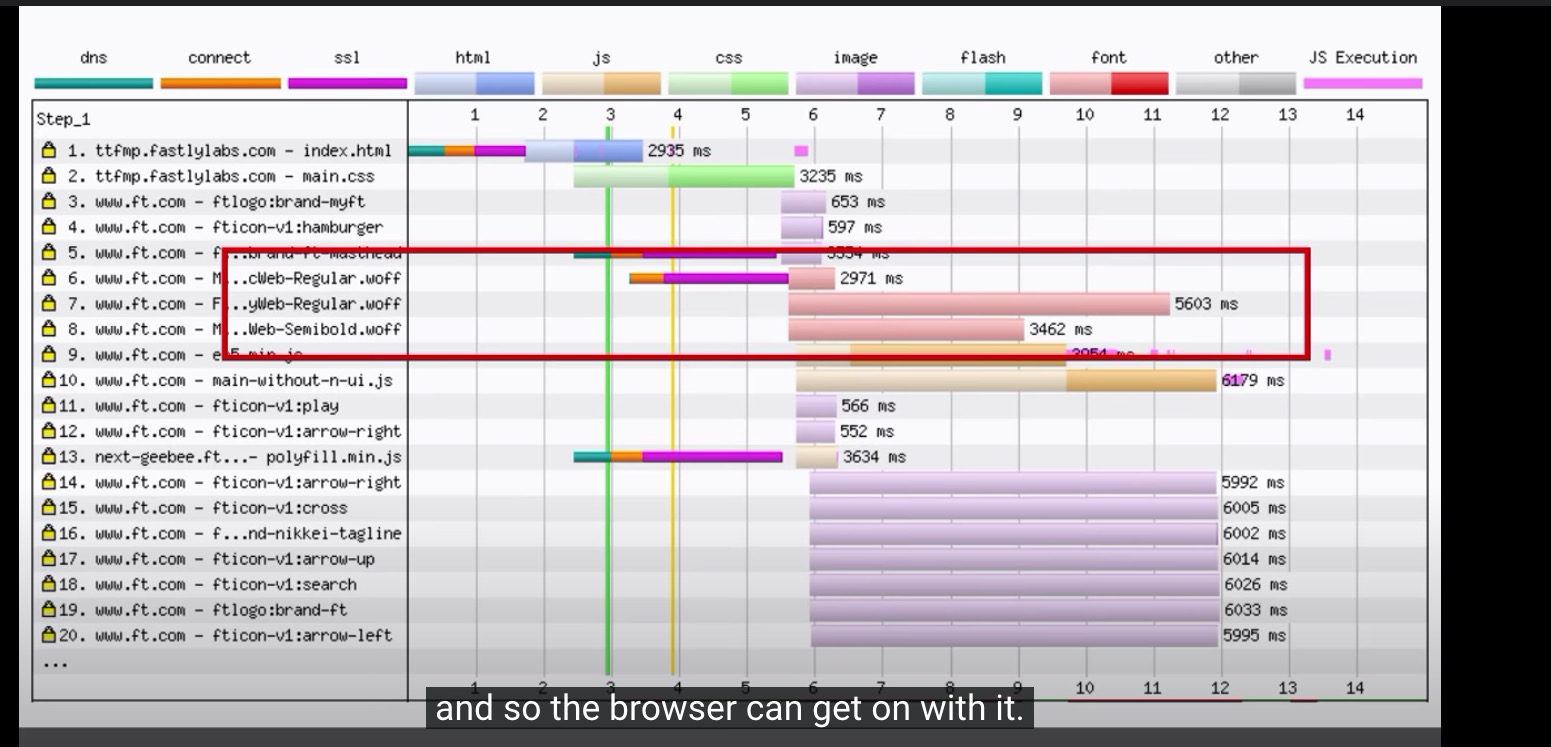 dns connect ssl html js css image flash font other JS Execution
Step_1 1 2 3 4 5 6 7 8 9 10 11 12 13 14
1. ttfmp.fastlylabs.com - index.html 2935 ms
2. ttfmp.fastlylabs.com - main.css 3235 ms
3. www.ft.com - ftlogo:brand-myft 653 ms
4. www.ft.com - fticon-v1:hamburger 597 ms
5. www.ft.com - f...brand-ft-masthead 3554 ms
6. www.ft.com - M...cWeb-Regular.woff 2971 ms
7. www.ft.com - F...yWeb-Regular.woff 5603 ms
8. www.ft.com - M...Web-Semibold.woff 3462 ms
9. www.ft.com - es5.min.js 3954 ms
10. www.ft.com - main-without-n-ui.js 6179 ms
11. www.ft.com - fticon-v1:play 566 ms
12. www.ft.com - fticon-v1:arrow-right 552 ms
13. next-geebee.ft...- polyfill.min.js 3634 ms
14. www.ft.com - fticon-v1:arrow-right 5992 ms
15. www.ft.com - fticon-v1:cross 6005 ms
16. www.ft.com - f...nd-nikkei-tagline 6002 ms
17. www.ft.com - fticon-v1:arrow-up 6014 ms
18. www.ft.com - fticon-v1:search 6026 ms
19. www.ft.com - ftlogo:brand-ft 6033 ms
20. www.ft.com - fticon-v1:arrow-left 5995 ms
...
1 2 3 4 5 6 7 8 9 10 11 12 13 14
and so the browser can get on with it.